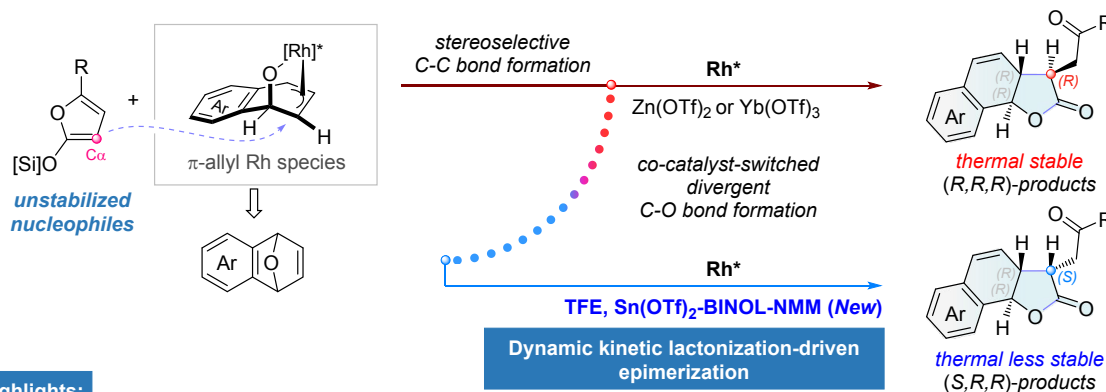 R
[Si]O
Cα
unstabilized
nucleophiles
+
[Rh]*
O
Ar
H
H
π-allyl Rh species
Ar
O
stereoselective
C-C bond formation
Rh*
Zn(OTf)2 or Yb(OTf)3
co-catalyst-switched
divergent
C-O bond formation
Rh*
TFE, Sn(OTf)2-BINOL-NMM (New)
Dynamic kinetic lactonization-driven
epimerization
O
R
H
H
(R)
(R)
(R)
Ar
H
O
O
thermal stable
(R,R,R)-products
O
R
H
H
(R)
(R)
(S)
Ar
H
O
O
thermal less stable
(S,R,R)-products